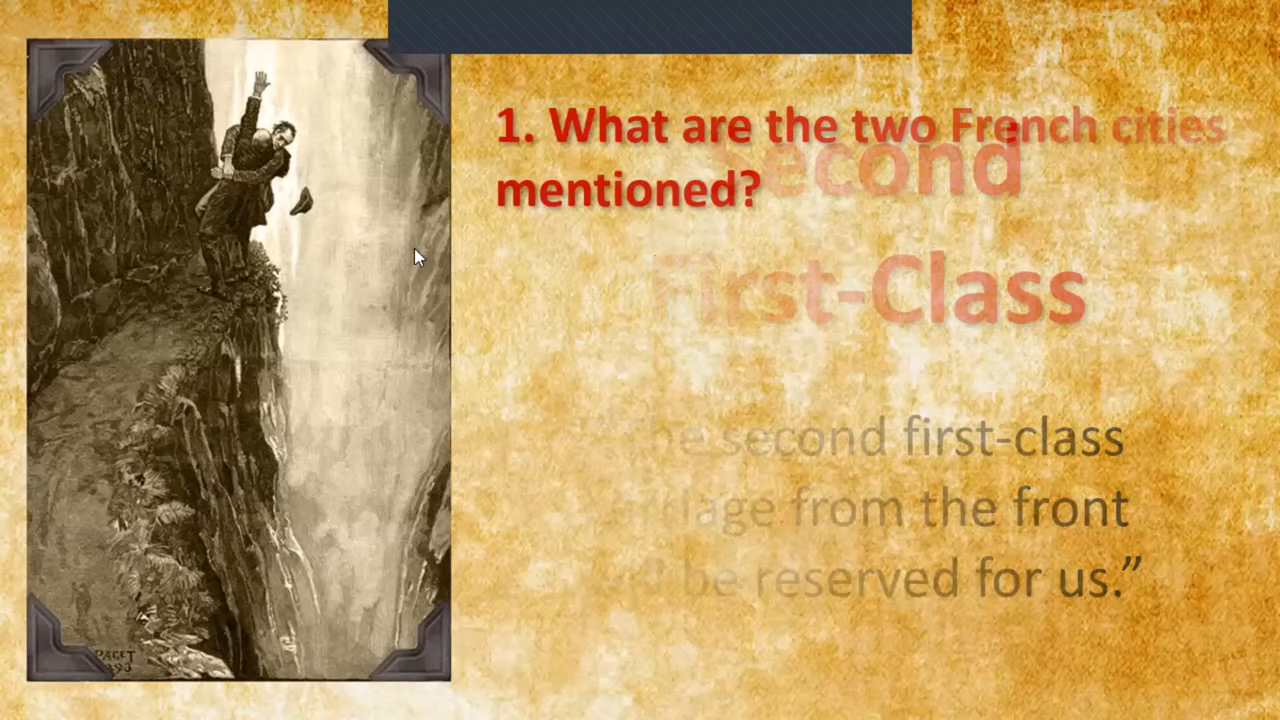 1. What are the two French cities
mentioned?
Second
First-Class
second first-class
from the front
be reserved for us.”
PAGET